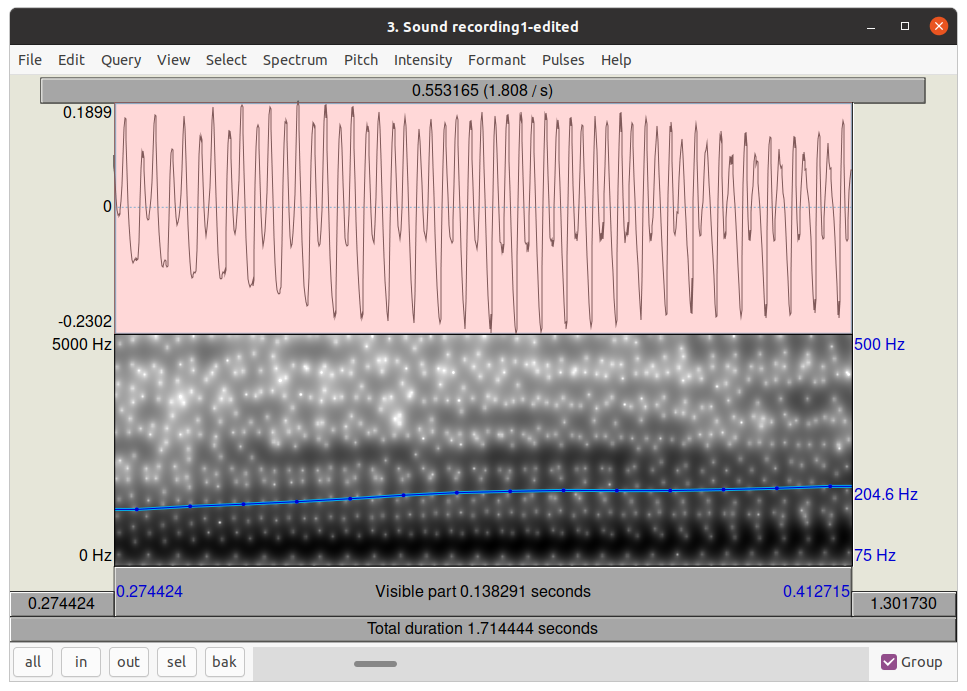 3. Sound recording1-edited
File Edit Query View Select Spectrum Pitch Intensity Formant Pulses Help
0.553165 (1.808 / s)
0.1899
0
-0.2302
5000 Hz 500 Hz
204.6 Hz
0 Hz 75 Hz
0.274424 Visible part 0.138291 seconds 0.412715
0.274424 1.301730
Total duration 1.714444 seconds
all in out sel bak Group